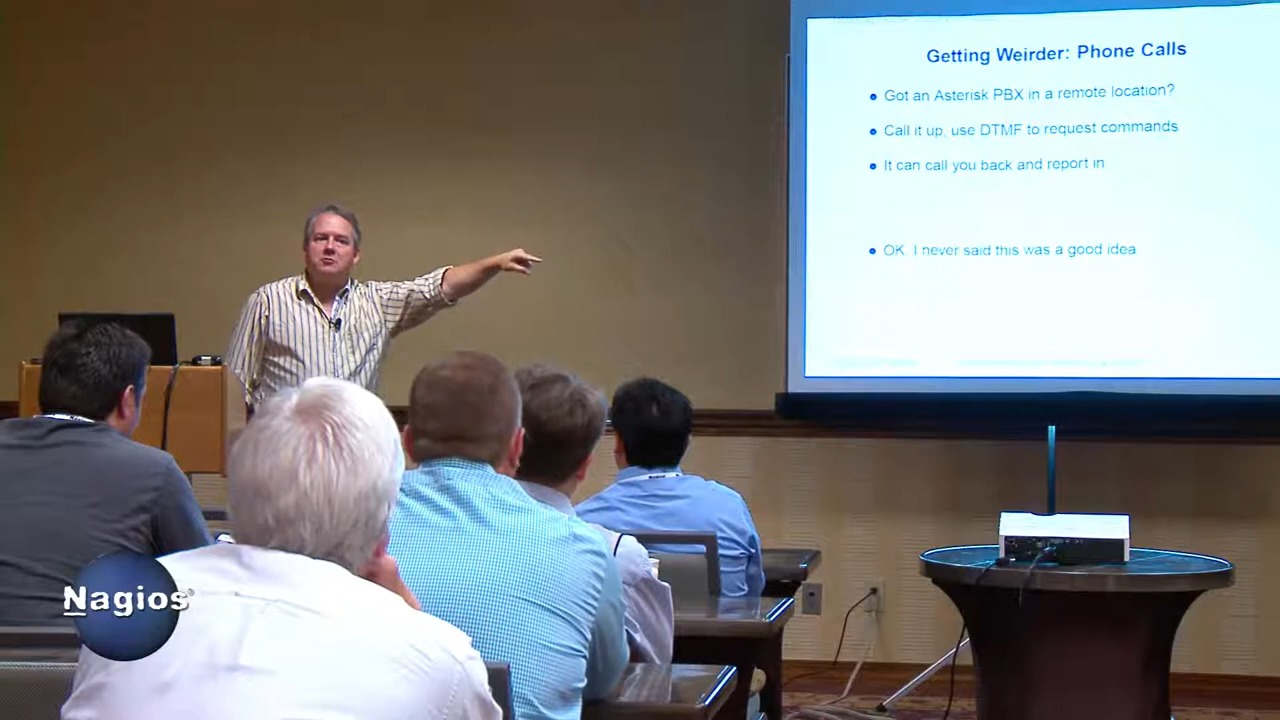 Getting Weirder: Phone Calls
Got an Asterisk PBX in a remote location?
Call it up, use DTMF to request commands
It can call you back and report in
OK. I never said this was a good idea
Nagios®